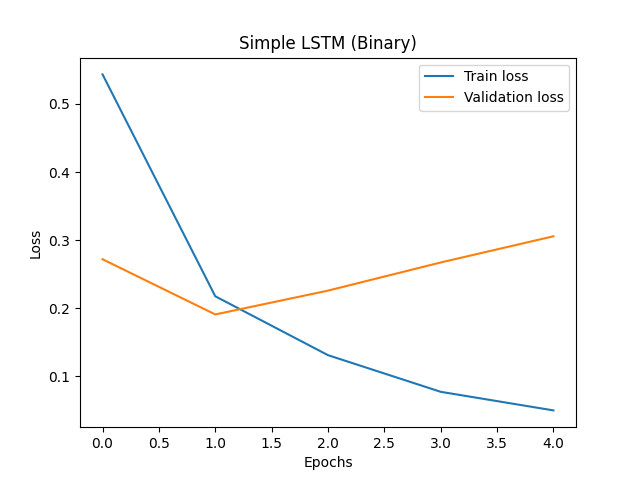 Simple LSTM (Binary)
Train loss
Validation loss
Loss
0.5
0.4
0.3
0.2
0.1
0.0 0.5 1.0 1.5 2.0 2.5 3.0 3.5 4.0
Epochs